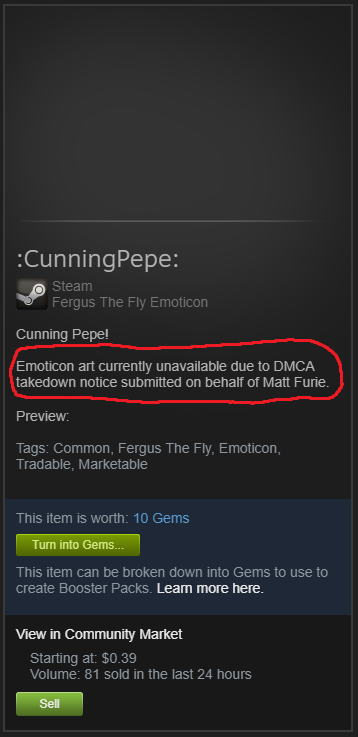 :CunningPepe:
Steam
Fergus The Fly Emoticon
Cunning Pepe!
Emoticon art currently unavailable due to DMCA
takedown notice submitted on behalf of Matt Furie.
Preview:
Tags: Common, Fergus The Fly, Emoticon,
Tradable, Marketable
This item is worth: 10 Gems
Turn into Gems...
This item can be broken down into Gems to use to
create Booster Packs. Learn more here.
View in Community Market
Starting at: $0.39
Volume: 81 sold in the last 24 hours
Sell